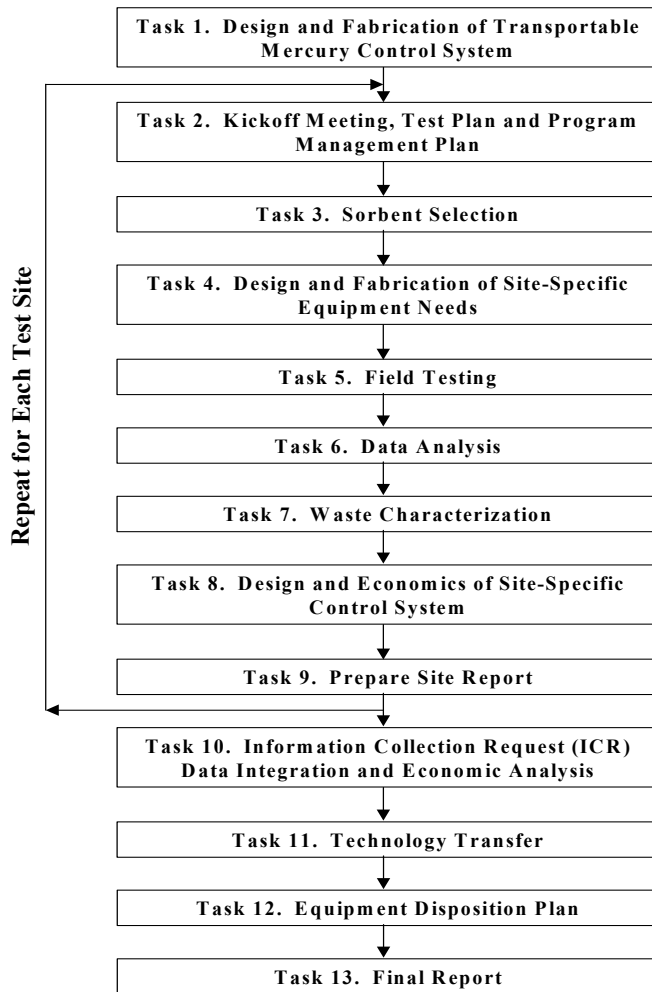 Task 1. Design and Fabrication of Transportable
Mercury Control System
Task 2. Kickoff Meeting, Test Plan and Program
Management Plan
Task 3. Sorbent Selection
Task 4. Design and Fabrication of Site-Specific
Equipment Needs
Task 5. Field Testing
Task 6. Data Analysis
Task 7. Waste Characterization
Task 8. Design and Economics of Site-Specific
Control System
Task 9. Prepare Site Report
Repeat for Each Test Site
Task 10. Information Collection Request (ICR)
Data Integration and Economic Analysis
Task 11. Technology Transfer
Task 12. Equipment Disposition Plan
Task 13. Final Report